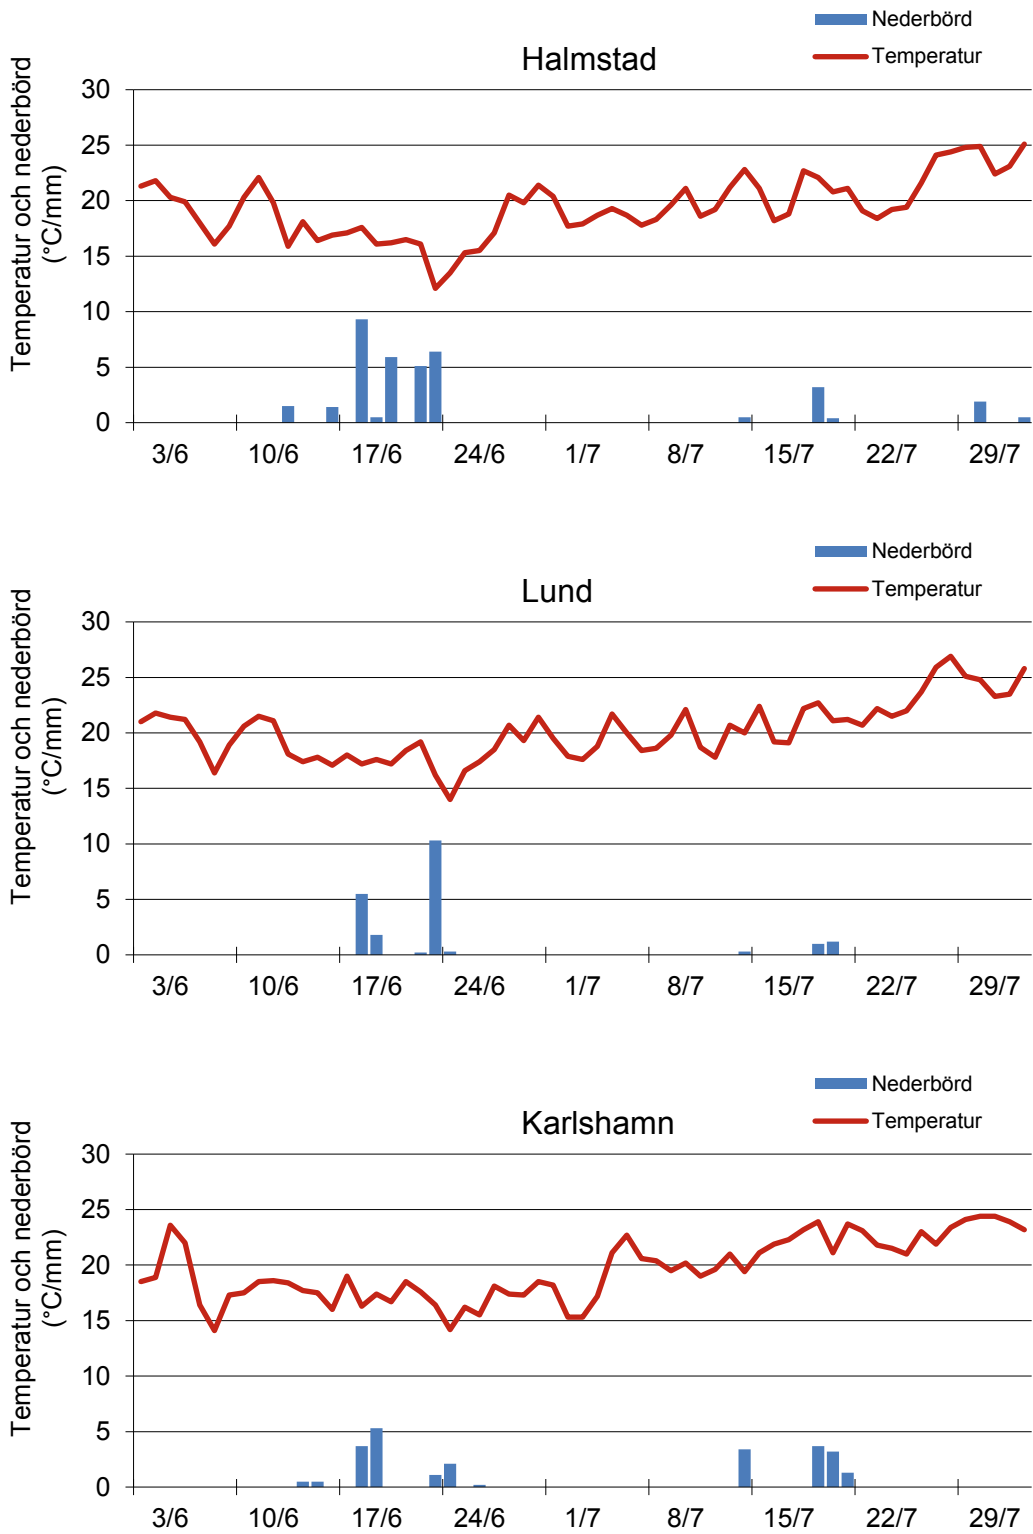 Nederbörd
Temperatur
Halmstad
Temperatur och nederbörd
(°C/mm)
30
25
20
15
10
5
0
3/6 10/6 17/6 24/6 1/7 8/7 15/7 22/7 29/7
Nederbörd
Temperatur
Lund
Temperatur och nederbörd
(°C/mm)
30
25
20
15
10
5
0
3/6 10/6 17/6 24/6 1/7 8/7 15/7 22/7 29/7
Nederbörd
Temperatur
Karlshamn
Temperatur och nederbörd
(°C/mm)
30
25
20
15
10
5
0
3/6 10/6 17/6 24/6 1/7 8/7 15/7 22/7 29/7